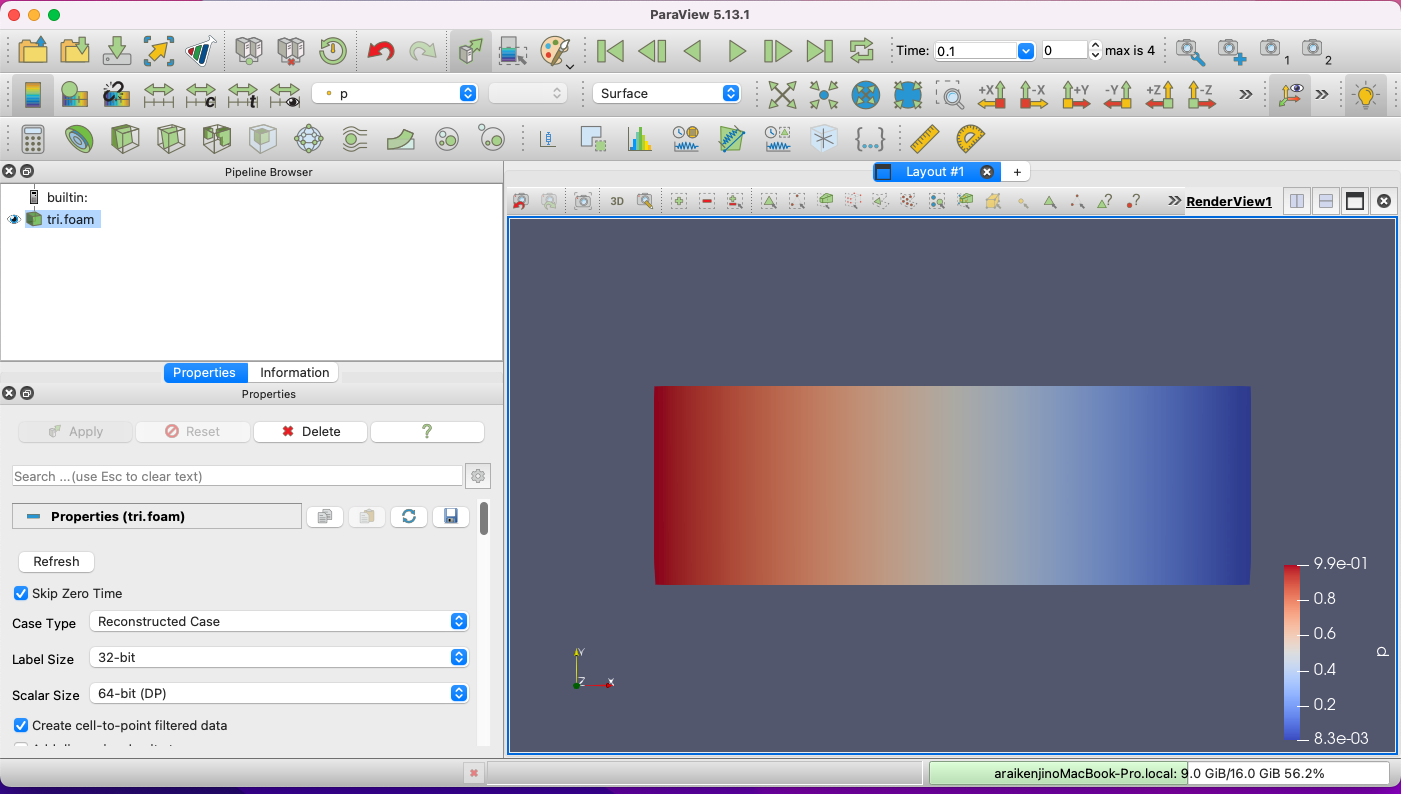 ParaView 5.13.1
Time: 0.1 0 max is 4
1 2
c t p Surface +X -X +Y -Y +Z -Z
Pipeline Browser
Layout #1 +
builtin:
tri.foam
3D RenderView1
Properties Information
Properties
Apply Reset Delete ?
Search ...(use Esc to clear text)
Properties (tri.foam)
Refresh
Skip Zero Time
Case Type Reconstructed Case
Label Size 32-bit
Scalar Size 64-bit (DP)
Create cell-to-point filtered data
9.9e-01
0.8
0.6
0.4
0.2
8.3e-03
p
Y
Z X
araikenjinoMacBook-Pro.local: 9.0 GiB/16.0 GiB 56.2%